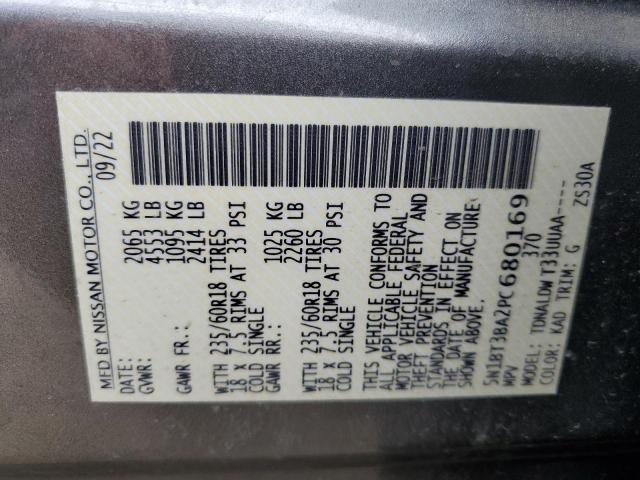 MFD BY NISSAN MOTOR CO., LTD.
DATE: 09/22
GVWR: 2065 KG
4553 LB
GAWR FR.: 1095 KG
2414 LB
WITH 235/60R18 TIRES
18 x 7.5 RIMS AT 33 PSI
COLD SINGLE
GAWR RR.: 1025 KG
2260 LB
WITH 235/60R18 TIRES
18 x 7.5 RIMS AT 30 PSI
COLD SINGLE
THIS VEHICLE CONFORMS TO
ALL APPLICABLE FEDERAL
MOTOR VEHICLE SAFETY AND
THEFT PREVENTION
STANDARDS IN EFFECT ON
THE DATE OF MANUFACTURE
SHOWN ABOVE.
5N1BT3BA2PC680169
MPV 370
MODEL: TDNALDW T33UUAA----
COLOR: KAD TRIM: G ZS30A